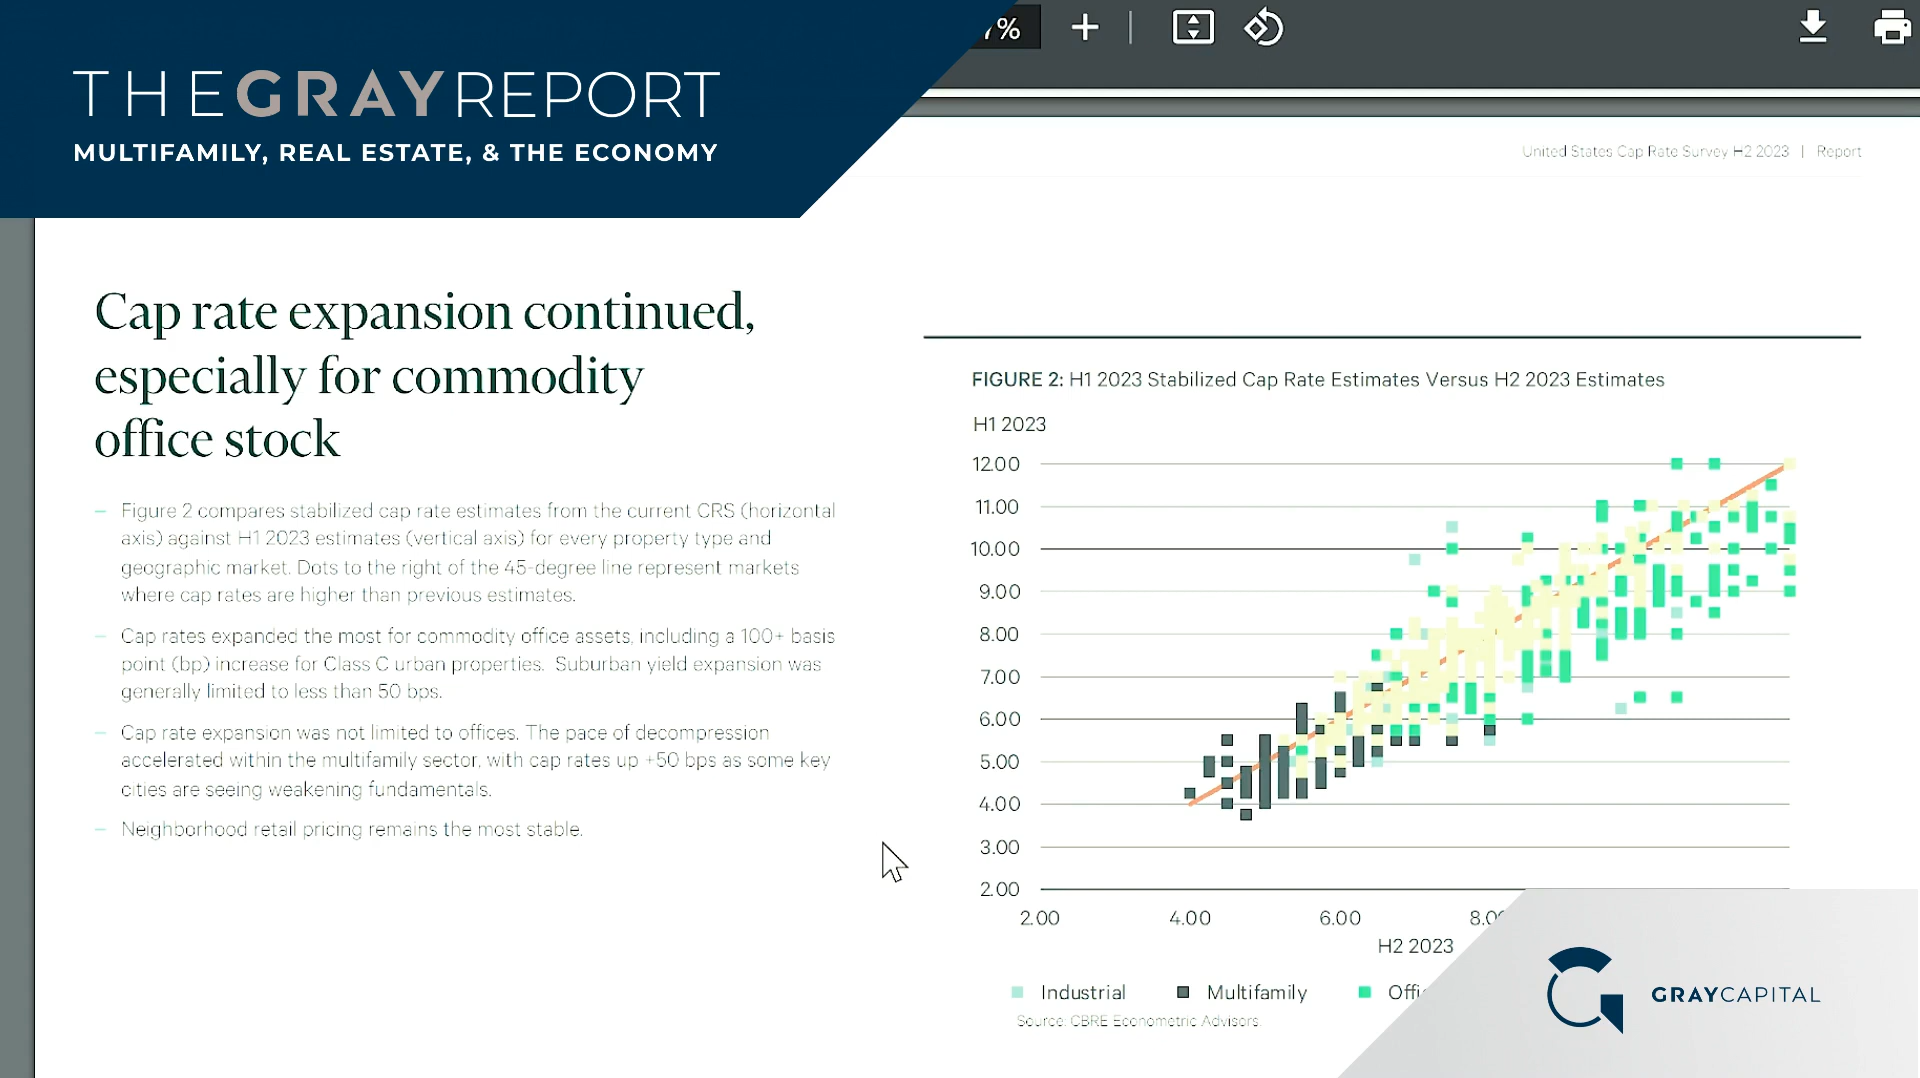 7%
THEGRAYREPORT
MULTIFAMILY, REAL ESTATE, & THE ECONOMY
United States Cap Rate Survey H2 2023 | Report
Cap rate expansion continued,
especially for commodity
office stock
– Figure 2 compares stabilized cap rate estimates from the current CRS (horizontal
axis) against H1 2023 estimates (vertical axis) for every property type and
geographic market. Dots to the right of the 45-degree line represent markets
where cap rates are higher than previous estimates.
– Cap rates expanded the most for commodity office assets, including a 100+ basis
point (bp) increase for Class C urban properties. Suburban yield expansion was
generally limited to less than 50 bps.
– Cap rate expansion was not limited to offices. The pace of decompression
accelerated within the multifamily sector, with cap rates up +50 bps as some key
cities are seeing weakening fundamentals.
– Neighborhood retail pricing remains the most stable.
FIGURE 2: H1 2023 Stabilized Cap Rate Estimates Versus H2 2023 Estimates
H1 2023
12.00
11.00
10.00
9.00
8.00
7.00
6.00
5.00
4.00
3.00
2.00
2.00 4.00 6.00 8.0
H2 2023
Industrial Multifamily Offi
Source: CBRE Econometric Advisors.
GRAYCAPITAL